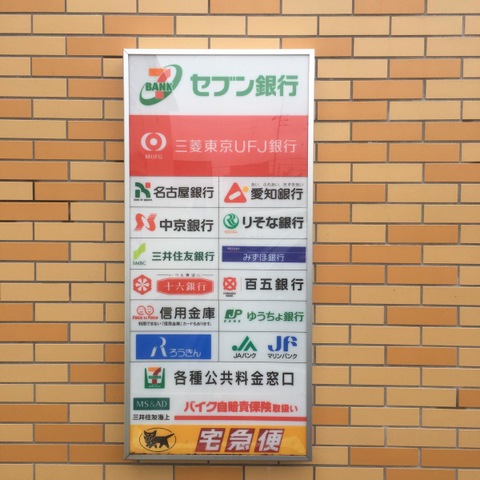 7 BANK セブン銀行
MUFG 三菱東京UFJ銀行
名古屋銀行 愛知銀行
中京銀行 りそな銀行
SMBC 三井住友銀行 みずほ銀行
十六銀行 百五銀行
信用金庫 ゆうちょ銀行
ろうきん JAバンク JF マリンバンク
各種公共料金窓口
MS&AD 三井住友海上 バイク自賠責保険取扱い
宅急便